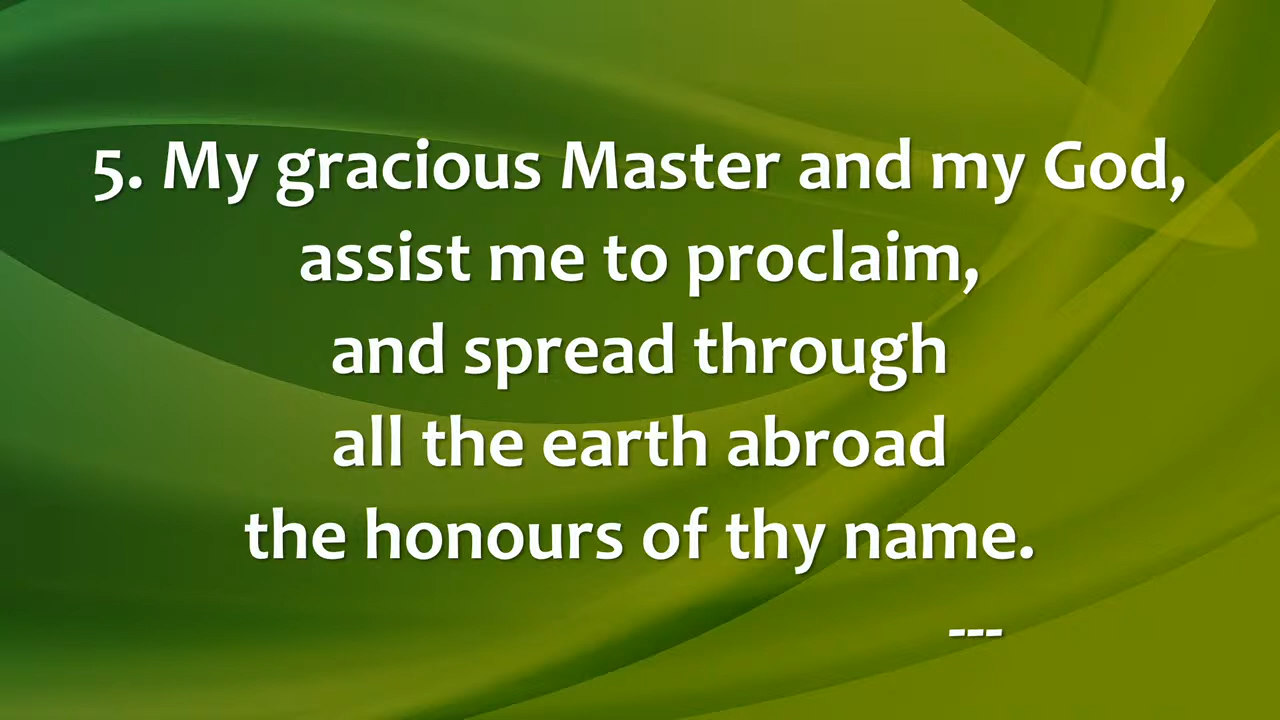 5. My gracious Master and my God,
assist me to proclaim,
and spread through
all the earth abroad
the honours of thy name.
---